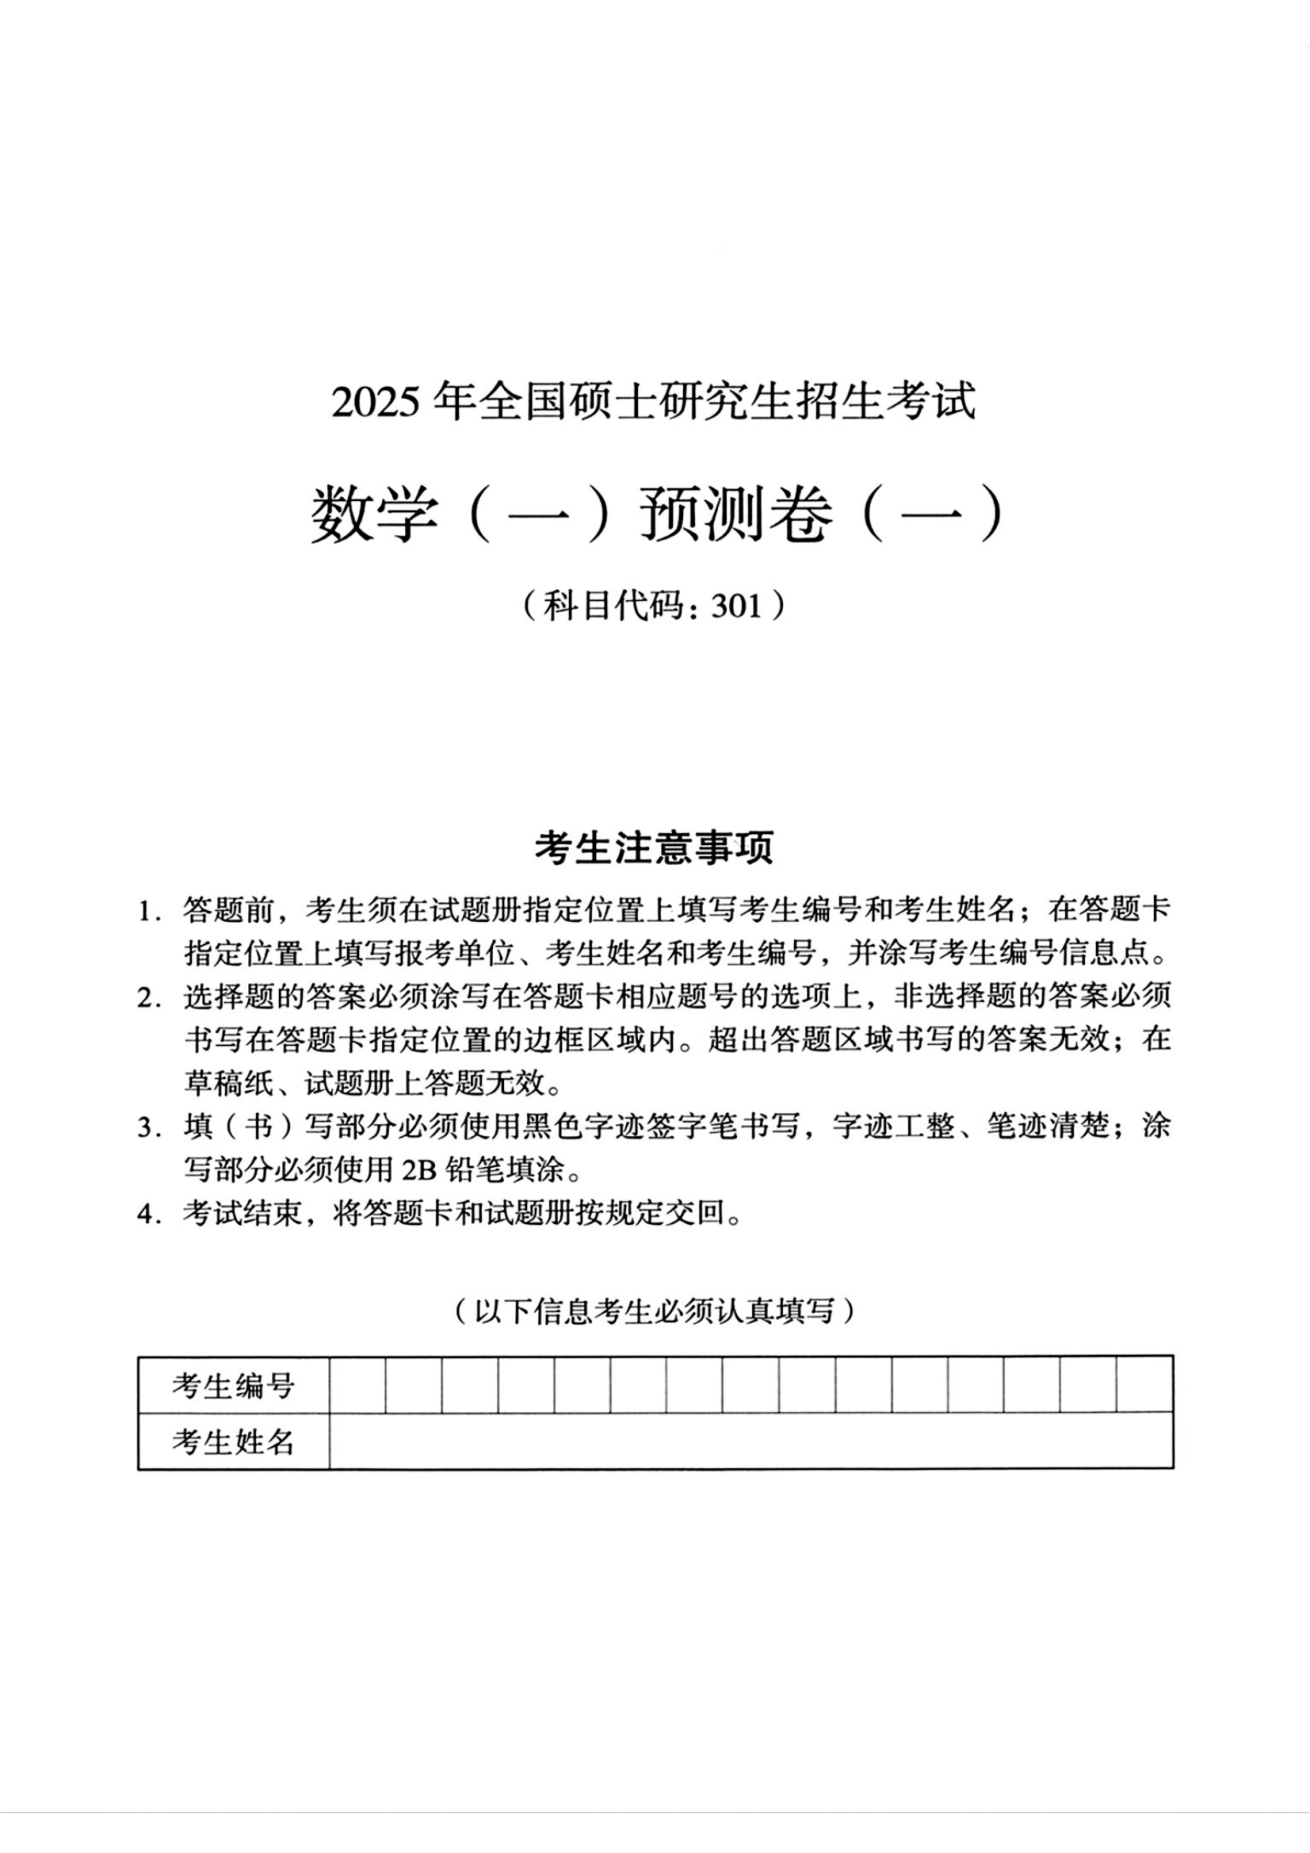 2025 年全国硕士研究生招生考试
数学（一）预测卷（一）
（科目代码：301）
考生注意事项
1. 答题前，考生须在试题册指定位置上填写考生编号和考生姓名；在答题卡
指定位置上填写报考单位、考生姓名和考生编号，并涂写考生编号信息点。
2. 选择题的答案必须涂写在答题卡相应题号的选项上，非选择题的答案必须
书写在答题卡指定位置的边框区域内。超出答题区域书写的答案无效；在
草稿纸、试题册上答题无效。
3. 填（书）写部分必须使用黑色字迹签字笔书写，字迹工整、笔迹清楚；涂
写部分必须使用 2B 铅笔填涂。
4. 考试结束，将答题卡和试题册按规定交回。
（以下信息考生必须认真填写）
考生编号
考生姓名